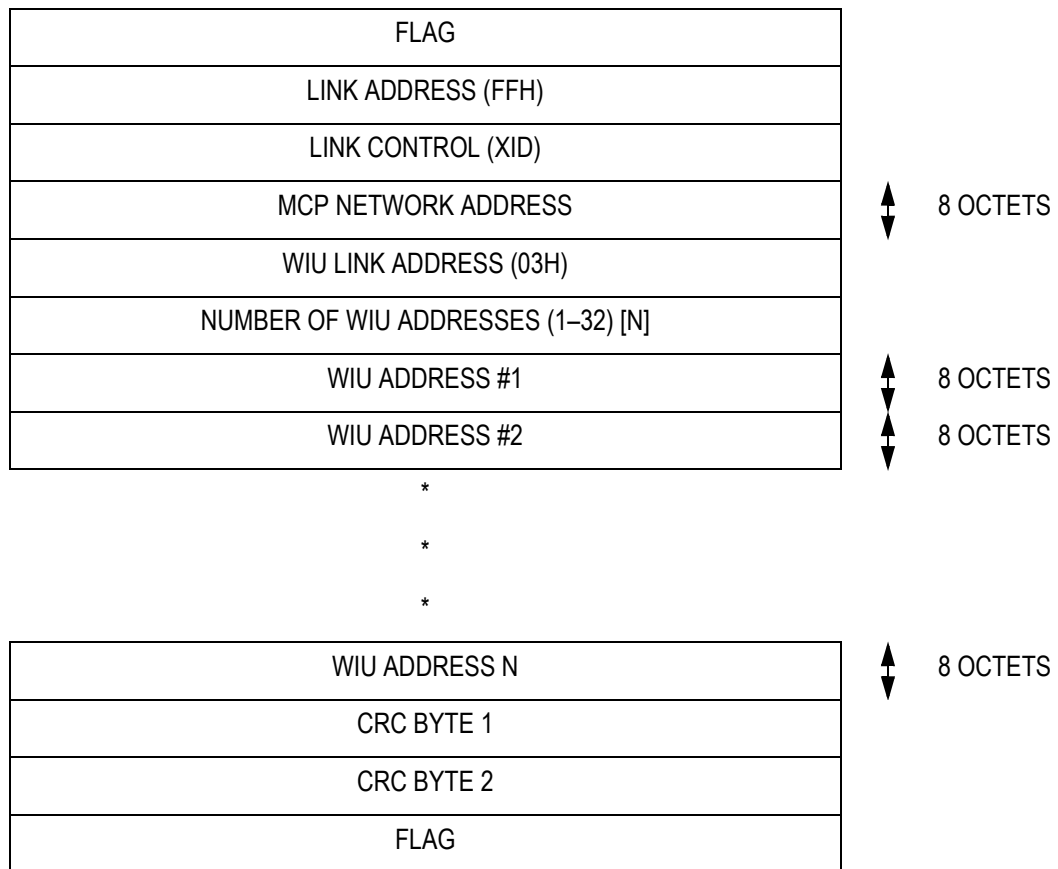 FLAG
LINK ADDRESS (FFH)
LINK CONTROL (XID)
MCP NETWORK ADDRESS 8 OCTETS
WIU LINK ADDRESS (03H)
NUMBER OF WIU ADDRESSES (1–32) [N]
WIU ADDRESS #1 8 OCTETS
WIU ADDRESS #2 8 OCTETS
*
*
*
WIU ADDRESS N 8 OCTETS
CRC BYTE 1
CRC BYTE 2
FLAG